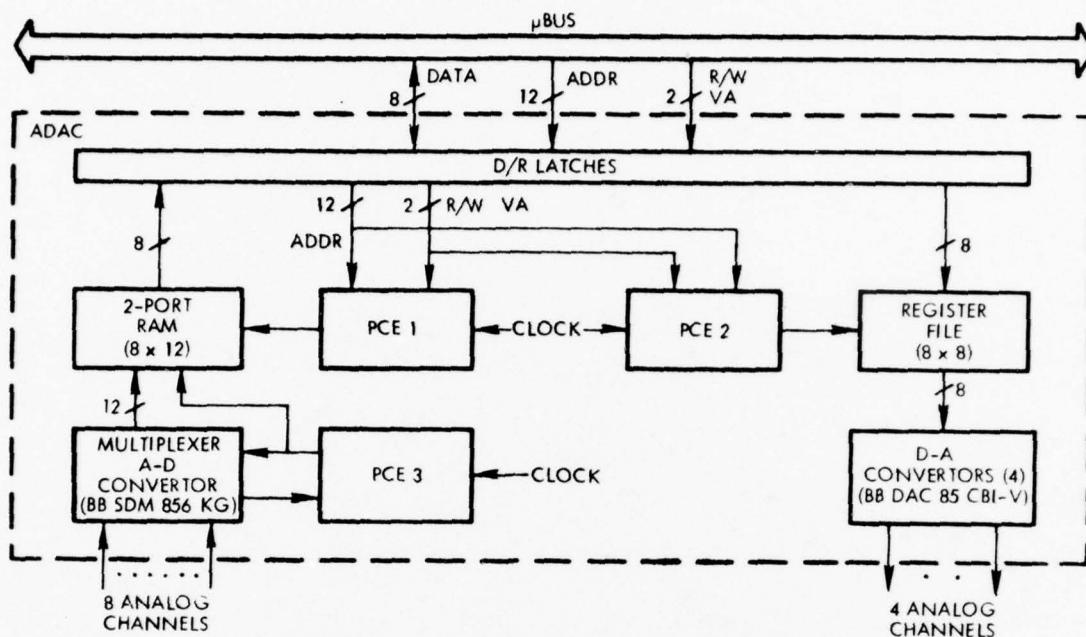 μBUS
DATA
8
ADDR
12
R/W
VA
2
ADAC
D/R LATCHES
12
2
R/W VA
8
ADDR
8
2-PORT
RAM
(8 x 12)
PCE 1
CLOCK
PCE 2
REGISTER
FILE
(8 x 8)
12
8
MULTIPLEXER
A-D
CONVERTOR
(BB SDM 856 KG)
PCE 3
CLOCK
D-A
CONVERTORS (4)
(BB DAC 85 CBI-V)
8 ANALOG
CHANNELS
4 ANALOG
CHANNELS